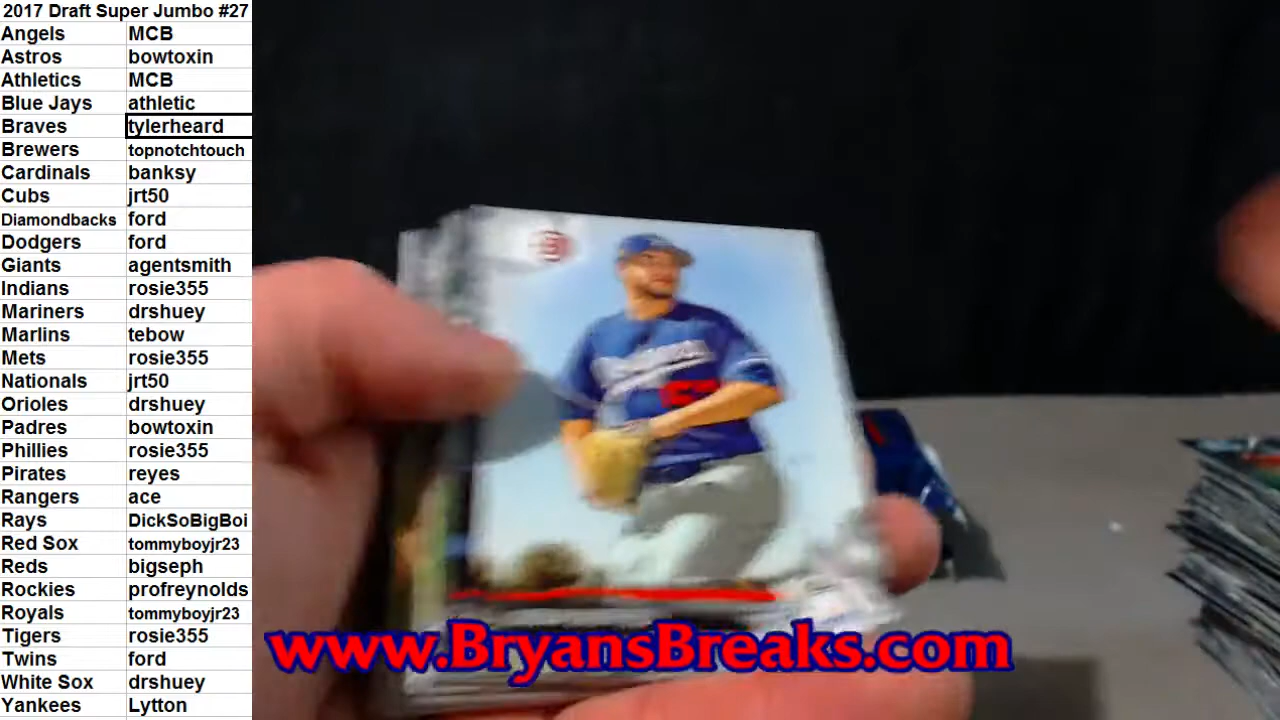 2017 Draft Super Jumbo #27
Angels MCB
Astros bowtoxin
Athletics MCB
Blue Jays athletic
Braves tylerheard
Brewers topnotchtouch
Cardinals banksy
Cubs jrt50
Diamondbacks ford
Dodgers ford
Giants agentsmith
Indians rosie355
Mariners drshuey
Marlins tebow
Mets rosie355
Nationals jrt50
Orioles drshuey
Padres bowtoxin
Phillies rosie355
Pirates reyes
Rangers ace
Rays DickSoBigBoi
Red Sox tommyboyjr23
Reds bigseph
Rockies profreynolds
Royals tommyboyjr23
Tigers rosie355
Twins ford
White Sox drshuey
Yankees Lytton
www.BryansBreaks.com